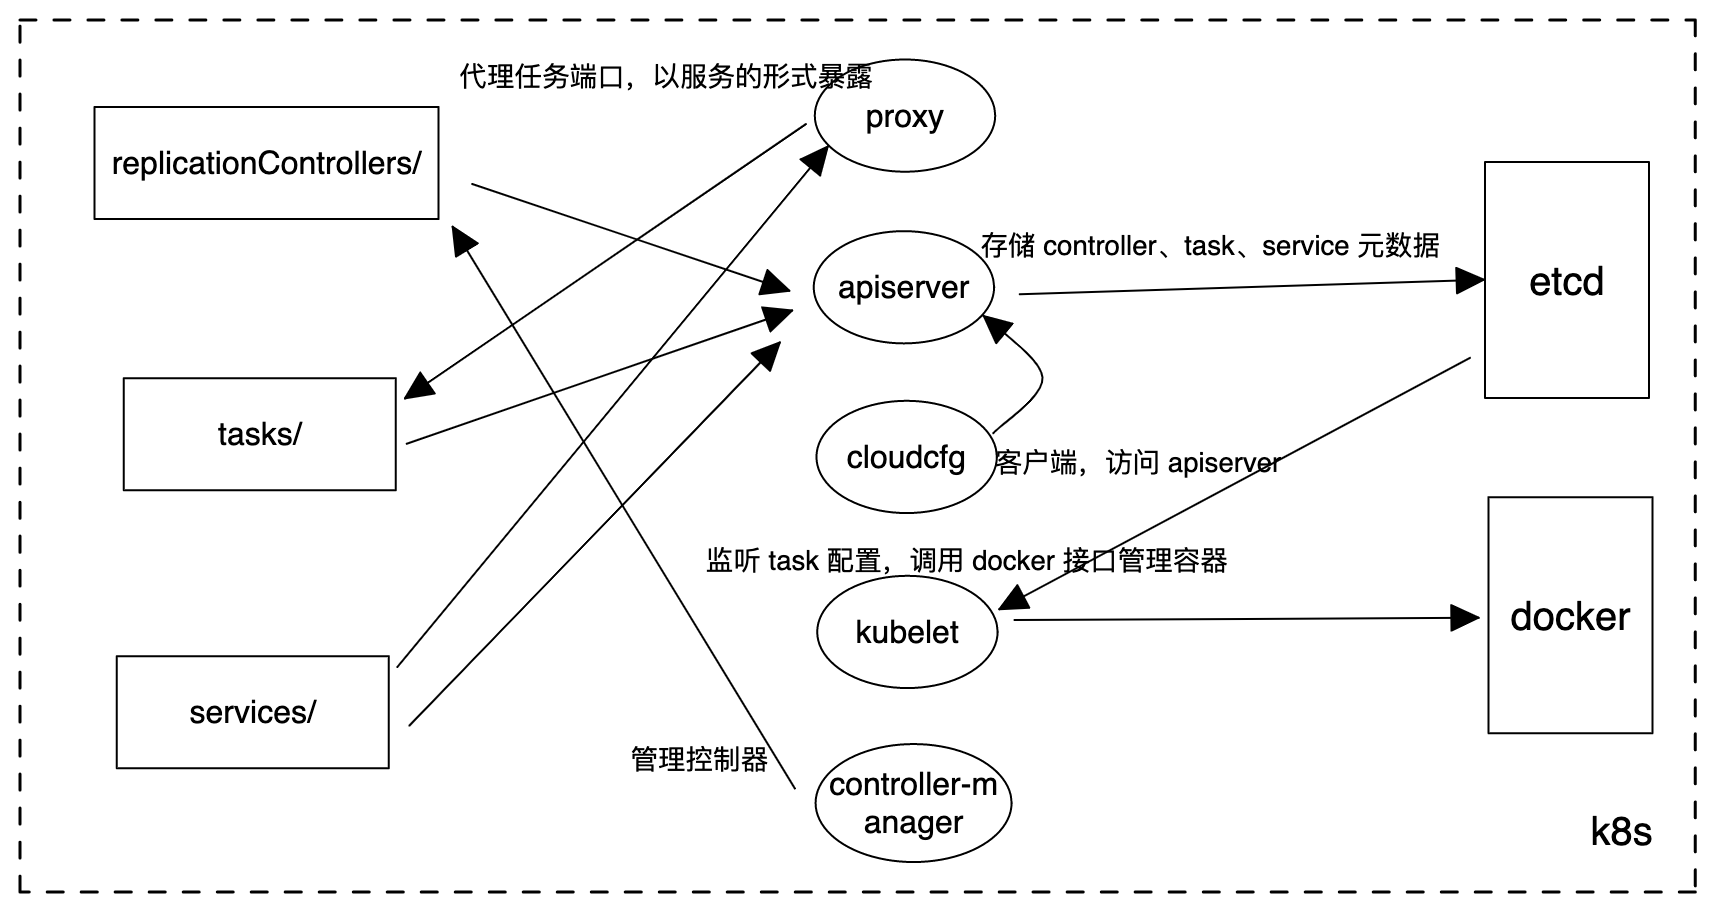 代理任务端口，以服务的形式暴露
proxy
replicationControllers/
存储 controller、task、service 元数据
apiserver
etcd
tasks/
cloudcfg
客户端，访问 apiserver
监听 task 配置，调用 docker 接口管理容器
kubelet
docker
services/
管理控制器
controller-m
anager
k8s